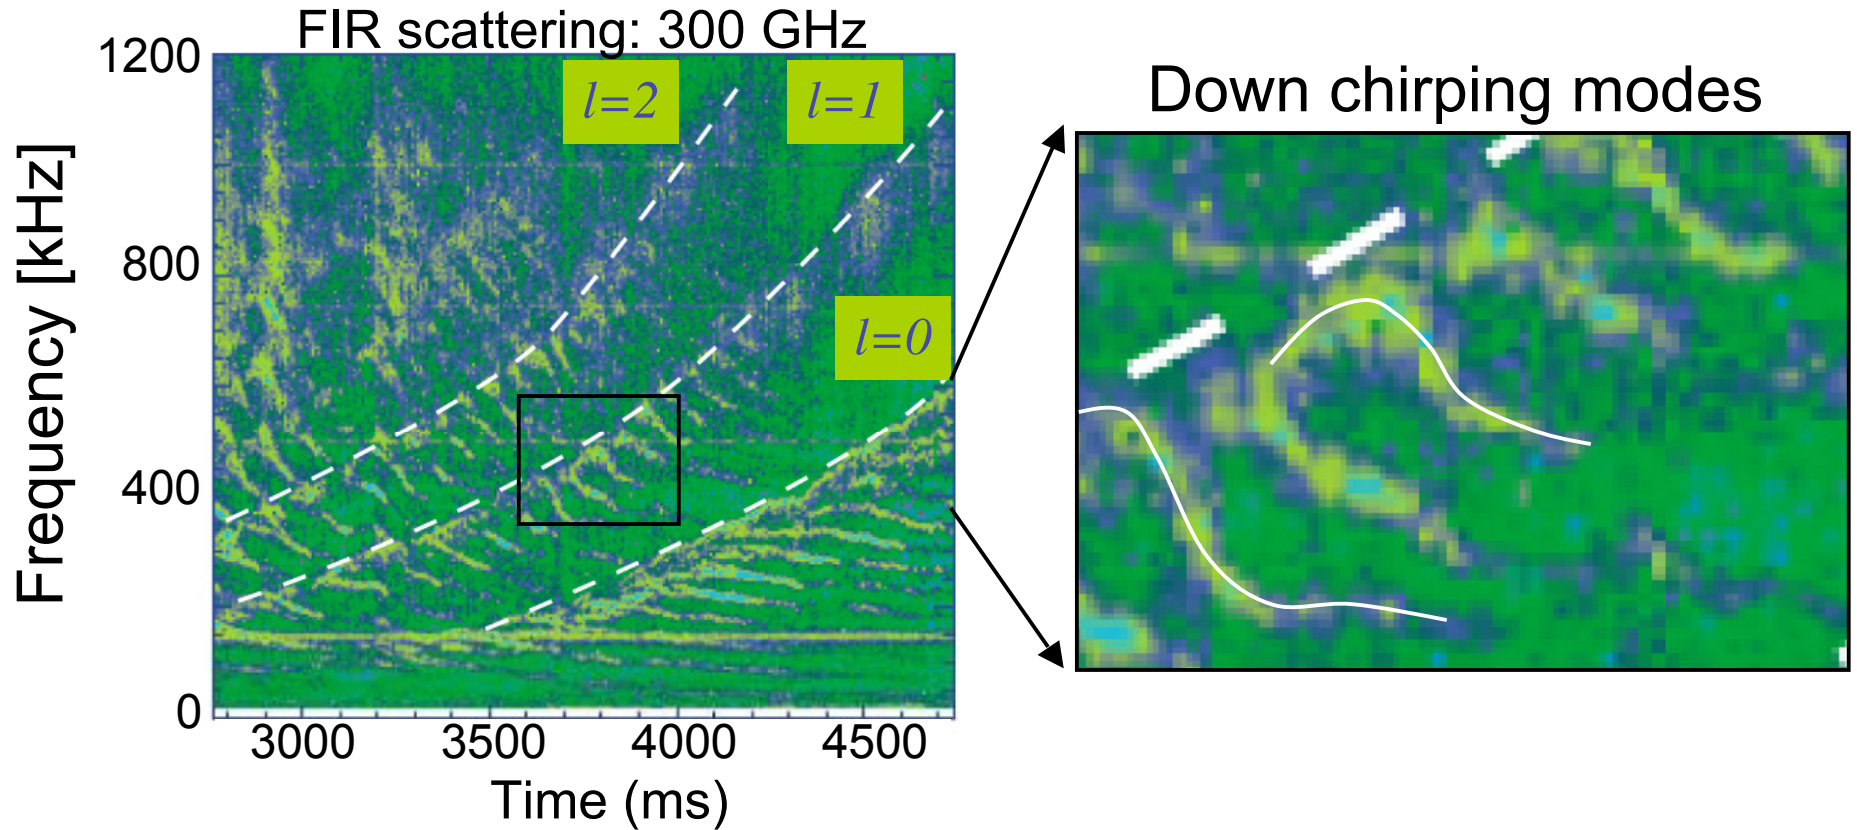 FIR scattering: 300 GHz
Down chirping modes
Frequency [kHz]
1200
800
400
0
l=2
l=1
l=0
3000
3500
4000
4500
Time (ms)